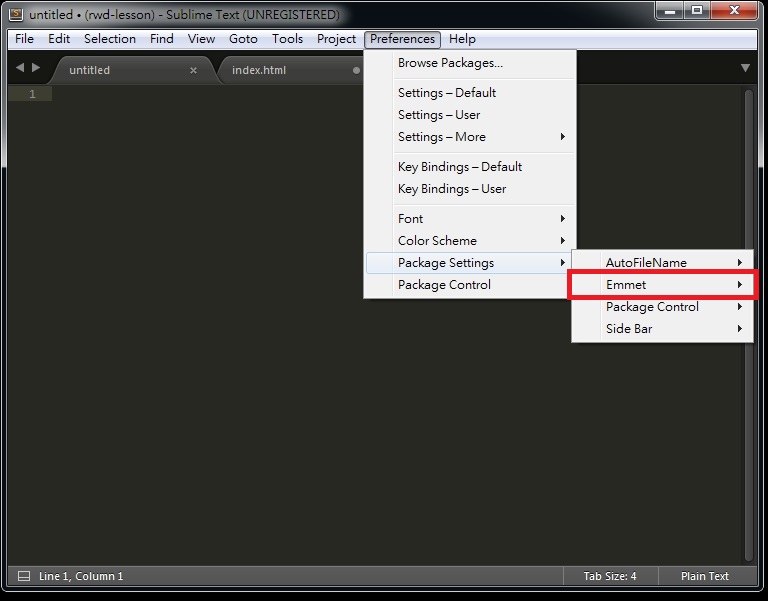 untitled • (rwd-lesson) - Sublime Text (UNREGISTERED)
File Edit Selection Find View Goto Tools Project Preferences Help
untitled × index.html
Browse Packages...
1
Settings – Default
Settings – User
Settings – More
Key Bindings – Default
Key Bindings – User
Font
Color Scheme
Package Settings
Package Control
AutoFileName
Emmet
Package Control
Side Bar
Line 1, Column 1 Tab Size: 4 Plain Text